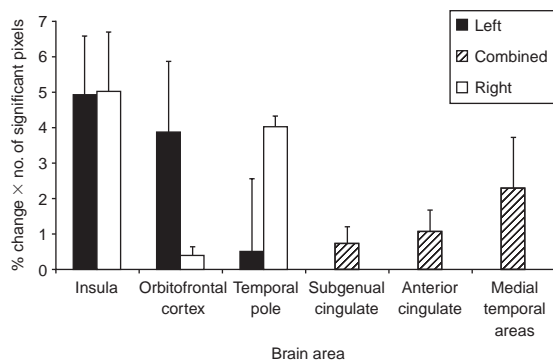 7
6
5
4
3
2
1
0
% change × no. of significant pixels
Left
Combined
Right
Insula
Orbitofrontal
cortex
Temporal
pole
Subgenual
cingulate
Anterior
cingulate
Medial
temporal
areas
Brain area